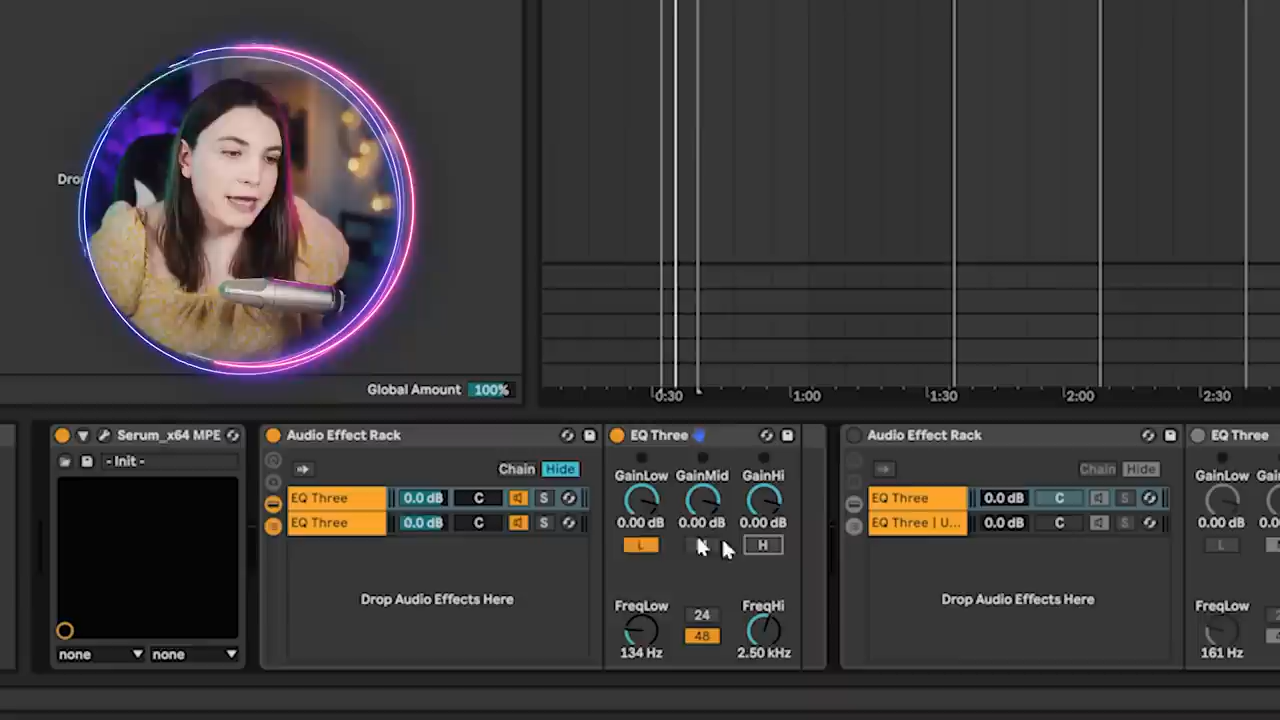 Dro
Global Amount 100%
0:30 1:00 1:30 2:00 2:30
Serum_x64 MPE
- Init -
none none
Audio Effect Rack
Chain Hide
EQ Three 0.0 dB C S
EQ Three 0.0 dB C S
Drop Audio Effects Here
EQ Three
GainLow GainMid GainHi
0.00 dB 0.00 dB 0.00 dB
L H
FreqLow 24 FreqHi
48
134 Hz 2.50 kHz
Audio Effect Rack
Chain Hide
EQ Three 0.0 dB C S
EQ Three | U... 0.0 dB C S
Drop Audio Effects Here
EQ Three
GainLow Ga
0.00 dB 0.0
L
FreqLow
161 Hz